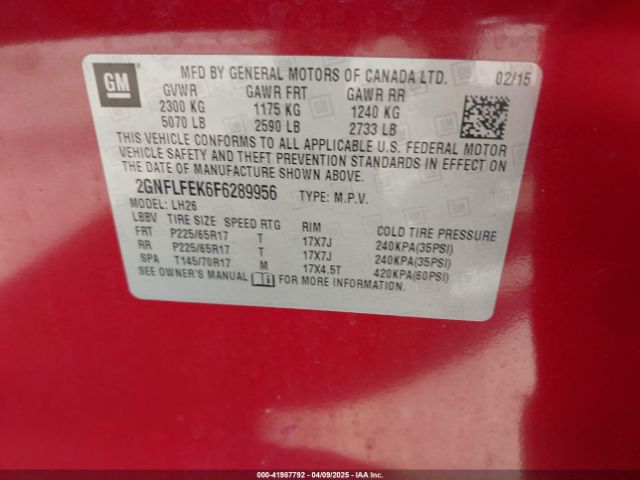 GM
MFD BY GENERAL MOTORS OF CANADA LTD. 02/15
GVWR GAWR FRT GAWR RR
2300 KG 1175 KG 1240 KG
5070 LB 2590 LB 2733 LB
THIS VEHICLE CONFORMS TO ALL APPLICABLE U.S. FEDERAL MOTOR
VEHICLE SAFETY AND THEFT PREVENTION STANDARDS IN EFFECT ON
THE DATE OF MANUFACTURE SHOWN ABOVE.
2GNFLFEK6F6289956 TYPE: M.P.V.
MODEL: LH26
LBBV TIRE SIZE SPEED RTG RIM COLD TIRE PRESSURE
FRT P225/65R17 T 17X7J 240KPA(35PSI)
RR P225/65R17 T 17X7J 240KPA(35PSI)
SPA T145/70R17 M 17X4.5T 420KPA(60PSI)
SEE OWNER'S MANUAL FOR MORE INFORMATION.
000-41987792 - 04/09/2025 - IAAI.COM